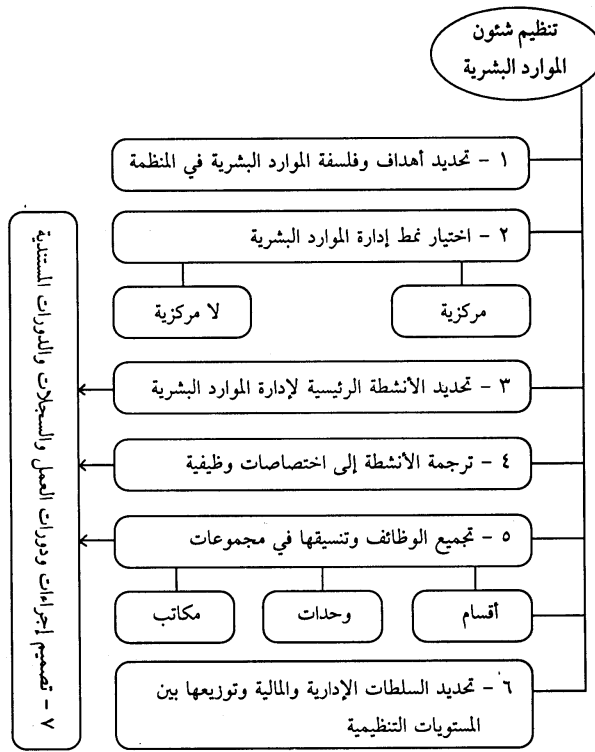 تنظيم شئون
الموارد البشرية
١ - تحديد أهداف وفلسفة الموارد البشرية في المنظمة
٢ - اختيار نمط إدارة الموارد البشرية
مركزية
لا مركزية
٣ - تحديد الأنشطة الرئيسية لإدارة الموارد البشرية
٤ - ترجمة الأنشطة إلى اختصاصات وظيفية
٥ - تجميع الوظائف وتنسيقها في مجموعات
أقسام
وحدات
مكاتب
٦ - تحديد السلطات الإدارية والمالية وتوزيعها بين
المستويات التنظيمية
٧ - تصميم إجراءات ودورات العمل والسجلات والدورات المستندية